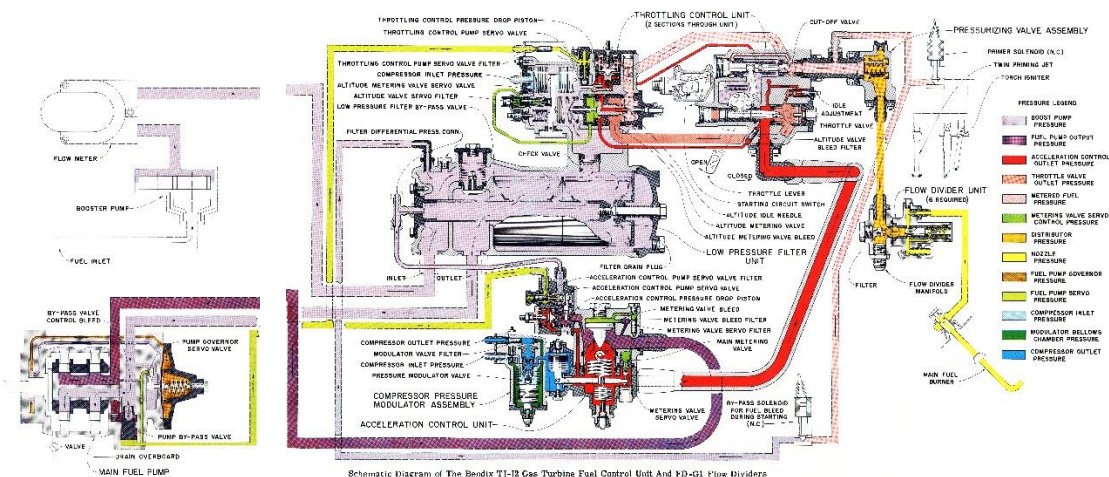 THROTTLING CONTROL PRESSURE DROP PISTON
THROTTLING CONTROL PUMP SERVO VALVE
THROTTLING CONTROL UNIT
(2 SECTIONS THROUGH UNIT)
CUT-OFF VALVE
PRESSURIZING VALVE ASSEMBLY
THROTTLING CONTROL PUMP SERVO VALVE FILTER
COMPRESSOR INLET PRESSURE
ALTITUDE METERING VALVE SERVO VALVE
ALTITUDE VALVE SERVO FILTER
LOW PRESSURE FILTER BY-PASS VALVE
FILTER DIFFERENTIAL PRESS. CONN.
CHECK VALVE
PRIMER SOLENOID (N.C.)
TWIN PRIMING JET
TORCH IGNITER
IDLE
ADJUSTMENT
THROTTLE VALVE
ALTITUDE VALVE
BLEED FILTER
OPEN
CLOSED
THROTTLE LEVER
STARTING CIRCUIT SWITCH
ALTITUDE IDLE NEEDLE
ALTITUDE METERING VALVE
ALTITUDE METERING VALVE BLEED
LOW PRESSURE FILTER
UNIT
FLOW METER
BOOSTER PUMP
FUEL INLET
INLET
OUTLET
FILTER DRAIN PLUG
ACCELERATION CONTROL PUMP SERVO VALVE FILTER
ACCELERATION CONTROL PUMP SERVO VALVE
ACCELERATION CONTROL PRESSURE DROP PISTON
METERING VALVE BLEED
METERING VALVE BLEED FILTER
METERING VALVE SERVO FILTER
MAIN METERING
VALVE
COMPRESSOR OUTLET PRESSURE
MODULATOR VALVE FILTER
COMPRESSOR INLET PRESSURE
PRESSURE MODULATOR VALVE
COMPRESSOR PRESSURE
MODULATOR ASSEMBLY
ACCELERATION CONTROL UNIT
METERING VALVE
SERVO VALVE
BY-PASS SOLENOID
FOR FUEL BLEED
DURING STARTING
(N.C.)
FLOW DIVIDER UNIT
(6 REQUIRED)
FILTER
FLOW DIVIDER
MANIFOLD
MAIN FUEL
BURNER
BY-PASS VALVE
CONTROL BLEED
PUMP GOVERNOR
SERVO VALVE
PUMP BY-PASS VALVE
VALVE
DRAIN OVERBOARD
MAIN FUEL PUMP
PRESSURE LEGEND
BOOST PUMP
PRESSURE
FUEL PUMP OUTPUT
PRESSURE
ACCELERATION CONTROL
OUTLET PRESSURE
THROTTLE VALVE
OUTLET PRESSURE
METERED FUEL
PRESSURE
METERING VALVE SERVO
CONTROL PRESSURE
DISTRIBUTOR
PRESSURE
NOZZLE
PRESSURE
FUEL PUMP GOVERNOR
PRESSURE
FUEL PUMP SERVO
PRESSURE
COMPRESSOR INLET
PRESSURE
MODULATOR BELLOWS
CHAMBER PRESSURE
COMPRESSOR OUTLET
PRESSURE
Schematic Diagram of The Bendix TJ-J2 Gas Turbine Fuel Control Unit And FD-G1 Flow Dividers